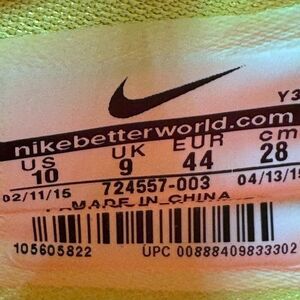 Y3
nikebetterworld.com
US UK EUR cm
10 9 44 28
02/11/15 724557-003 04/13/15
MADE IN CHINA
105605822 UPC 00888409833302